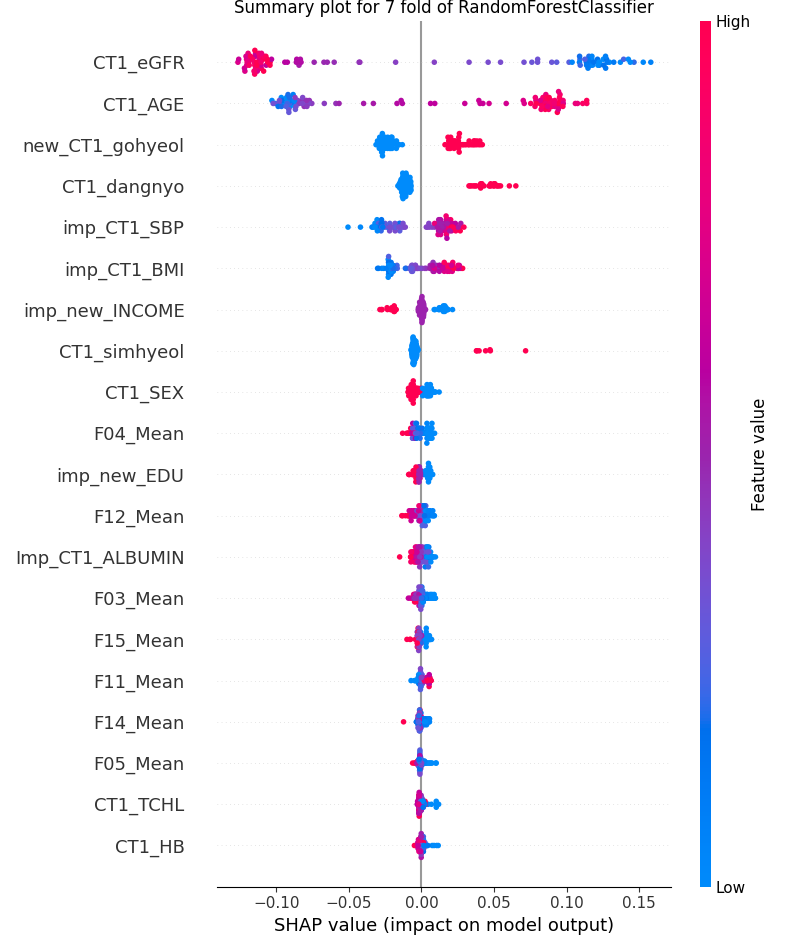 Summary plot for 7 fold of RandomForestClassifier
High
CT1_eGFR
CT1_AGE
new_CT1_gohyeol
CT1_dangnyo
imp_CT1_SBP
imp_CT1_BMI
imp_new_INCOME
CT1_simhyeol
CT1_SEX
F04_Mean
imp_new_EDU
F12_Mean
Imp_CT1_ALBUMIN
F03_Mean
F15_Mean
F11_Mean
F14_Mean
F05_Mean
CT1_TCHL
CT1_HB
Feature value
Low
−0.10 −0.05 0.00 0.05 0.10 0.15
SHAP value (impact on model output)